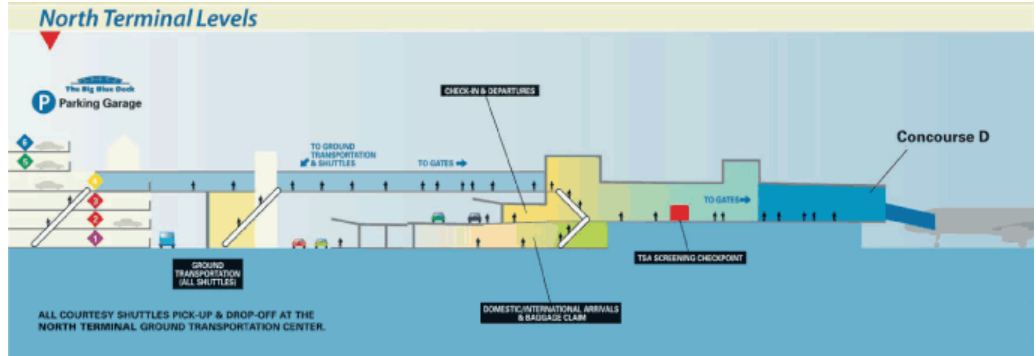 North Terminal Levels
The Big Blue Deck
P Parking Garage
CHECK-IN & DEPARTURES
6
5
4
3
2
1
TO GROUND
TRANSPORTATION
& SHUTTLES
TO GATES
Concourse D
TO GATES
GROUND
TRANSPORTATION
(ALL SHUTTLES)
TSA SCREENING CHECKPOINT
DOMESTIC/INTERNATIONAL ARRIVALS
& BAGGAGE CLAIM
ALL COURTESY SHUTTLES PICK-UP & DROP-OFF AT THE
NORTH TERMINAL GROUND TRANSPORTATION CENTER.